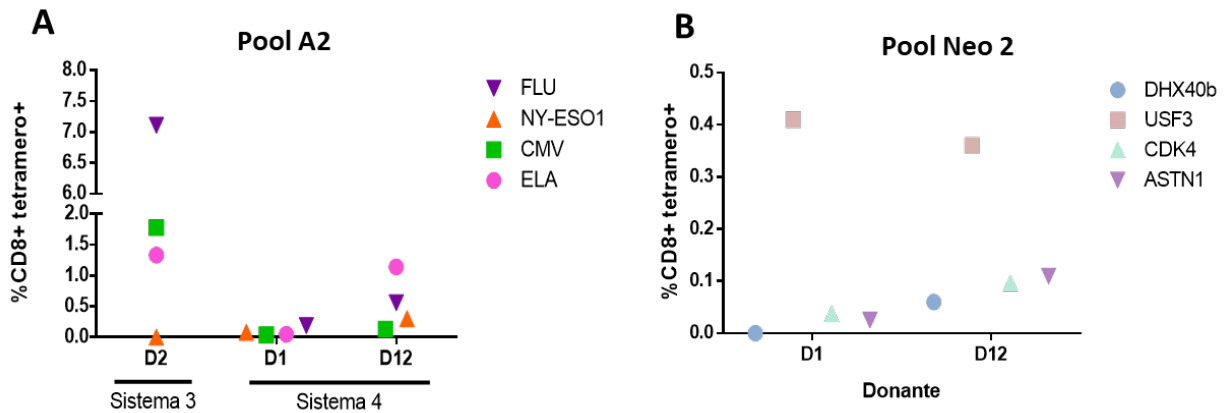 A
Pool A2
%CD8+ tetramero+
8.0
7.5
7.0
6.5
6.0
2.0
1.5
1.0
0.5
0.0
D2
D1
D12
Sistema 3
Sistema 4
FLU
NY-ESO1
CMV
ELA
B
Pool Neo 2
%CD8+ tetramero+
0.5
0.4
0.3
0.2
0.1
0.0
D1
D12
Donante
DHX40b
USF3
CDK4
ASTN1